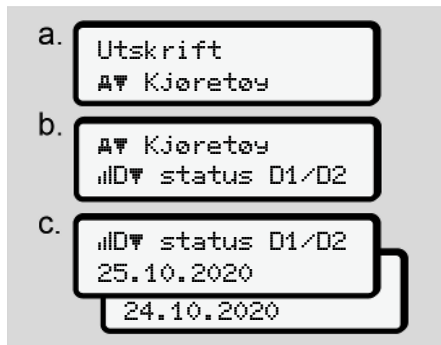 a.
Utskrift
Kjøretøy
b.
Kjøretøy
D status D1/D2
c.
D status D1/D2
25.10.2020
24.10.2020